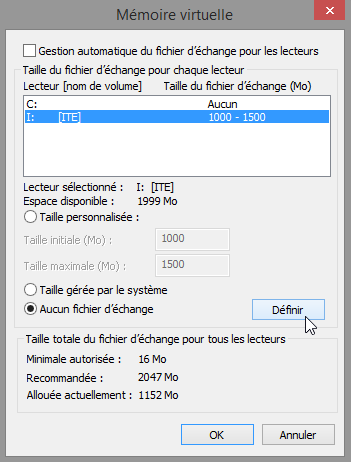 Mémoire virtuelle
Gestion automatique du fichier d'échange pour les lecteurs
Taille du fichier d'échange pour chaque lecteur
Lecteur [nom de volume] Taille du fichier d'échange (Mo)
C: Aucun
I: [ITE] 1000 - 1500
Lecteur sélectionné : I: [ITE]
Espace disponible : 1999 Mo
Taille personnalisée :
Taille initiale (Mo) : 1000
Taille maximale (Mo) : 1500
Taille gérée par le système
Aucun fichier d'échange Définir
Taille totale du fichier d'échange pour tous les lecteurs
Minimale autorisée : 16 Mo
Recommandée : 2047 Mo
Allouée actuellement : 1152 Mo
OK Annuler